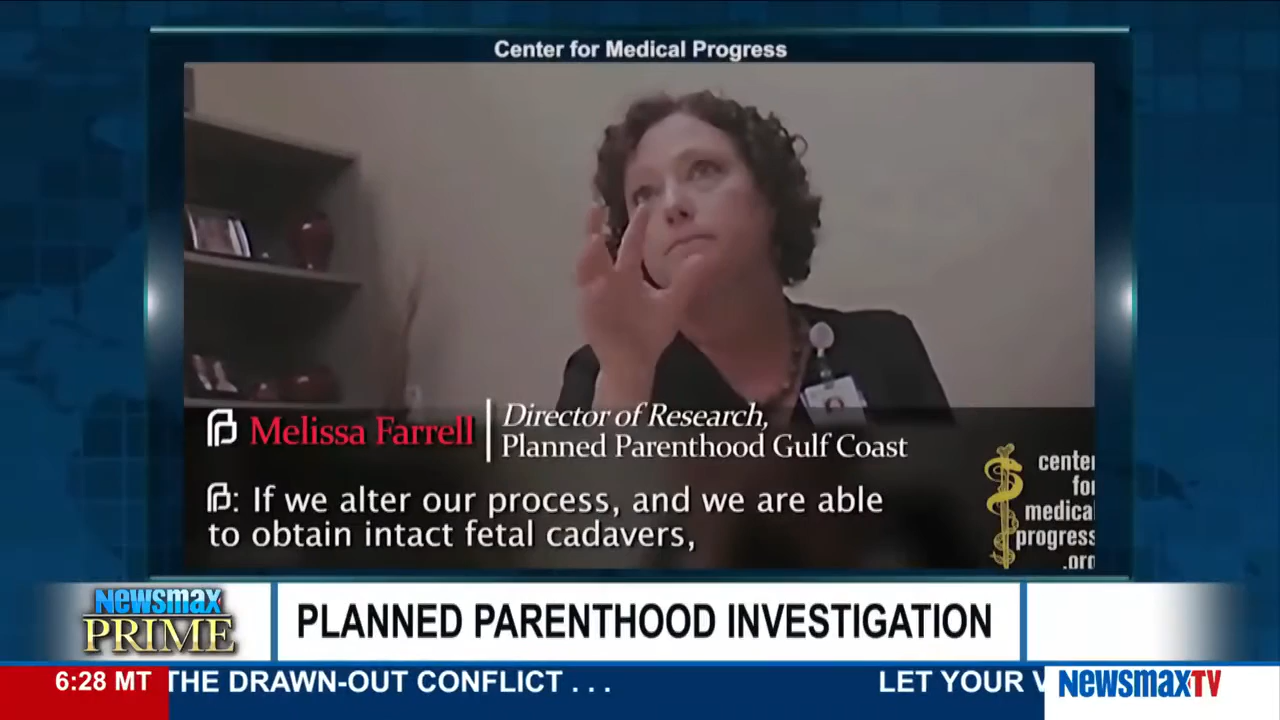 Center for Medical Progress
Melissa Farrell
Director of Research,
Planned Parenthood Gulf Coast
: If we alter our process, and we are able
to obtain intact fetal cadavers,
center
for
medical
progress
.org
NEWSMAX
PRIME
PLANNED PARENTHOOD INVESTIGATION
6:28 MT
THE DRAWN-OUT CONFLICT . . .
LET YOUR
NEWSMAXTV